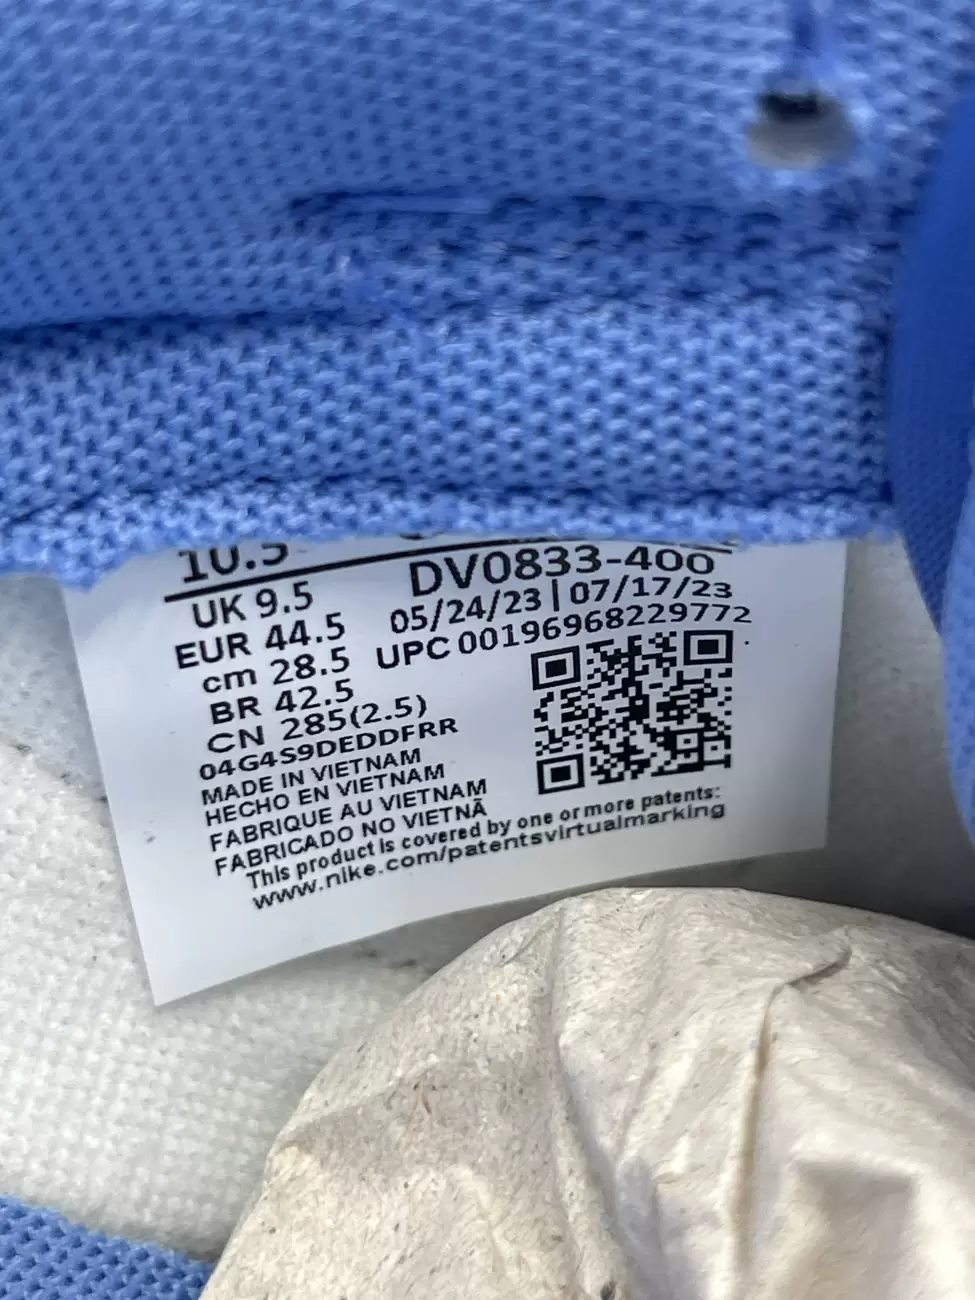 10.5
DV0833-400
UK 9.5
05/24/23 | 07/17/23
EUR 44.5
UPC 00196968229772
cm 28.5
BR 42.5
CN 285(2.5)
04G4S9DEDDFRR
MADE IN VIETNAM
HECHO EN VIETNAM
FABRIQUE AU VIETNAM
FABRICADO NO VIETNÃ
This product is covered by one or more patents:
www.nike.com/patentsvirtualmarking